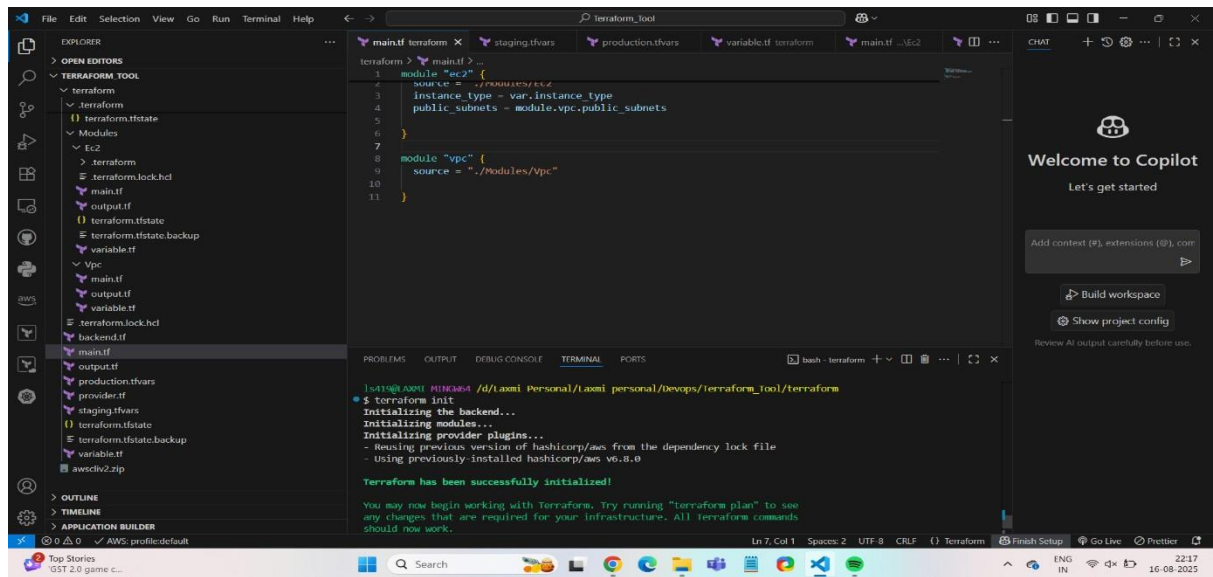 File Edit Selection View Go Run Terminal Help
Terraform_Tool
EXPLORER
OPEN EDITORS
TERRAFORM_TOOL
terraform
.terraform
terraform.tfstate
Modules
Ec2
.terraform
.terraform.lock.hcl
main.tf
output.tf
terraform.tfstate
terraform.tfstate.backup
variable.tf
Vpc
main.tf
output.tf
variable.tf
.terraform.lock.hcl
backend.tf
main.tf
output.tf
production.tfvars
provider.tf
staging.tfvars
terraform.tfstate
terraform.tfstate.backup
variable.tf
awscliv2.zip
OUTLINE
TIMELINE
APPLICATION BUILDER
aws
main.tf terraform staging.tfvars production.tfvars variable.tf terraform main.tf ...\Ec2
terraform > main.tf > ...
1 module "ec2" {
2 source = "./Modules/Ec2"
3 instance_type = var.instance_type
4 public_subnets = module.vpc.public_subnets
5
6 }
7
8 module "vpc" {
9 source = "./Modules/Vpc"
10
11 }
PROBLEMS OUTPUT DEBUG CONSOLE TERMINAL PORTS
bash - terraform
ls419@LAXMI MINGW64 /d/Laxmi Personal/Laxmi personal/Devops/Terraform_Tool/terraform
$ terraform init
Initializing the backend...
Initializing modules...
Initializing provider plugins...
- Reusing previous version of hashicorp/aws from the dependency lock file
- Using previously-installed hashicorp/aws v6.8.0
Terraform has been successfully initialized!
You may now begin working with Terraform. Try running "terraform plan" to see
any changes that are required for your infrastructure. All Terraform commands
should now work.
CHAT
Welcome to Copilot
Let's get started
Add context (#), extensions (@), com
Build workspace
Show project config
Review AI output carefully before use.
0 0 AWS: profile:default
Ln 7, Col 1 Spaces: 2 UTF-8 CRLF {} Terraform Finish Setup Go Live Prettier
2
Top Stories
'GST 2.0 game c...
Search
ENG
IN
22:17
16-08-2025